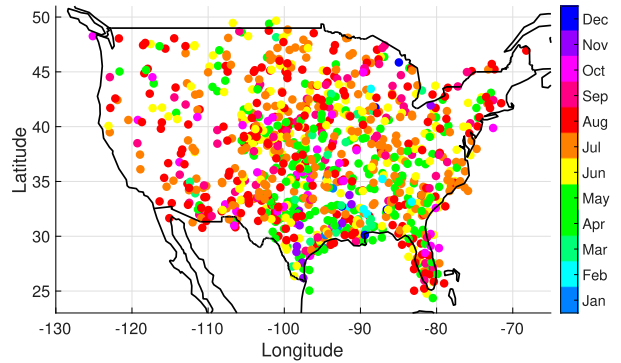 50
45
40
35
30
25
Latitude
-130
-120
-110
-100
-90
-80
-70
Longitude
Dec
Nov
Oct
Sep
Aug
Jul
Jun
May
Apr
Mar
Feb
Jan